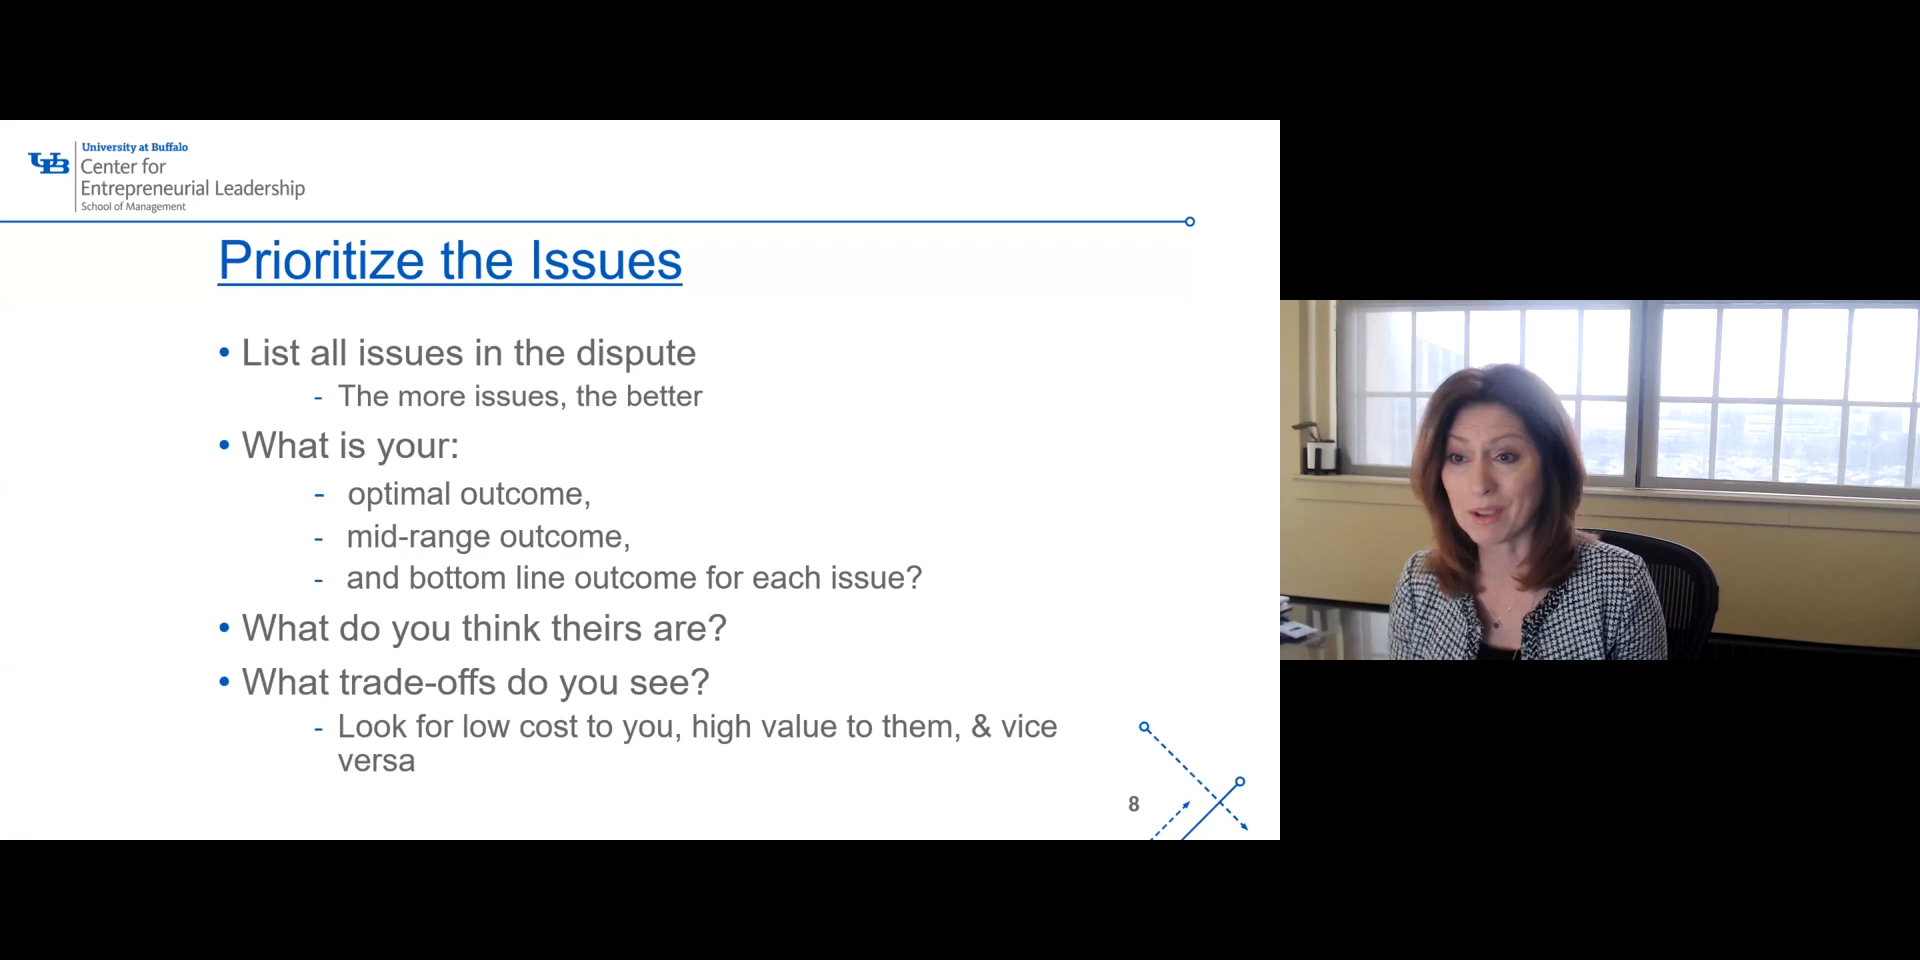 UB
University at Buffalo
Center for
Entrepreneurial Leadership
School of Management
Prioritize the Issues
• List all issues in the dispute
- The more issues, the better
• What is your:
- optimal outcome,
- mid-range outcome,
- and bottom line outcome for each issue?
• What do you think theirs are?
• What trade-offs do you see?
- Look for low cost to you, high value to them, & vice
versa
8